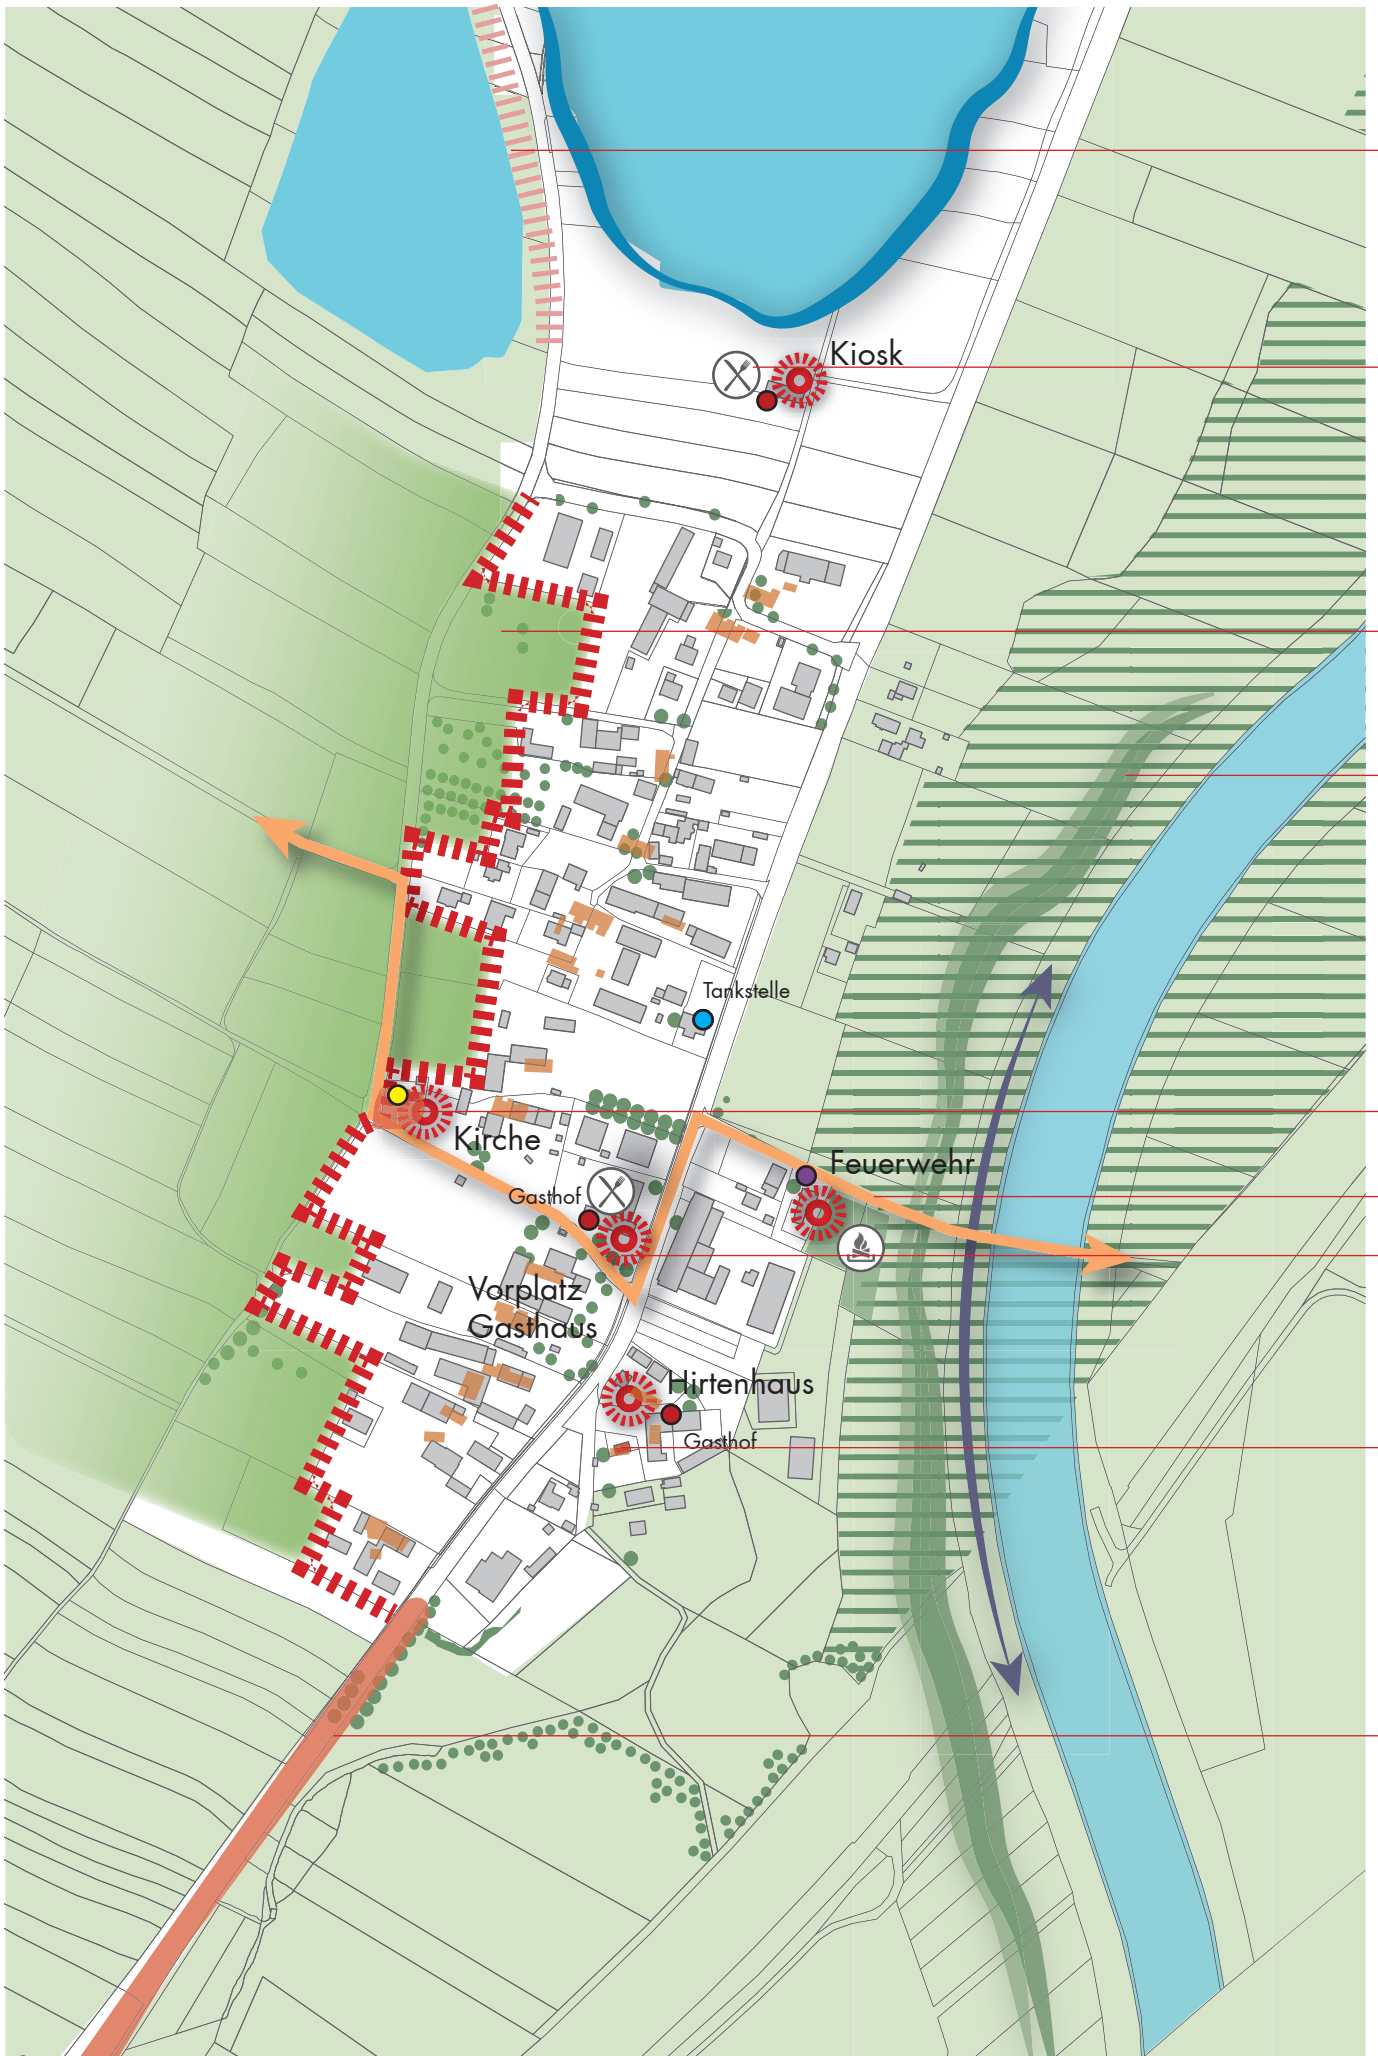 Kiosk
Tankstelle
Kirche
Feuerwehr
Gasthof
Vorplatz
Gasthaus
Hirtenhaus
Gasthof